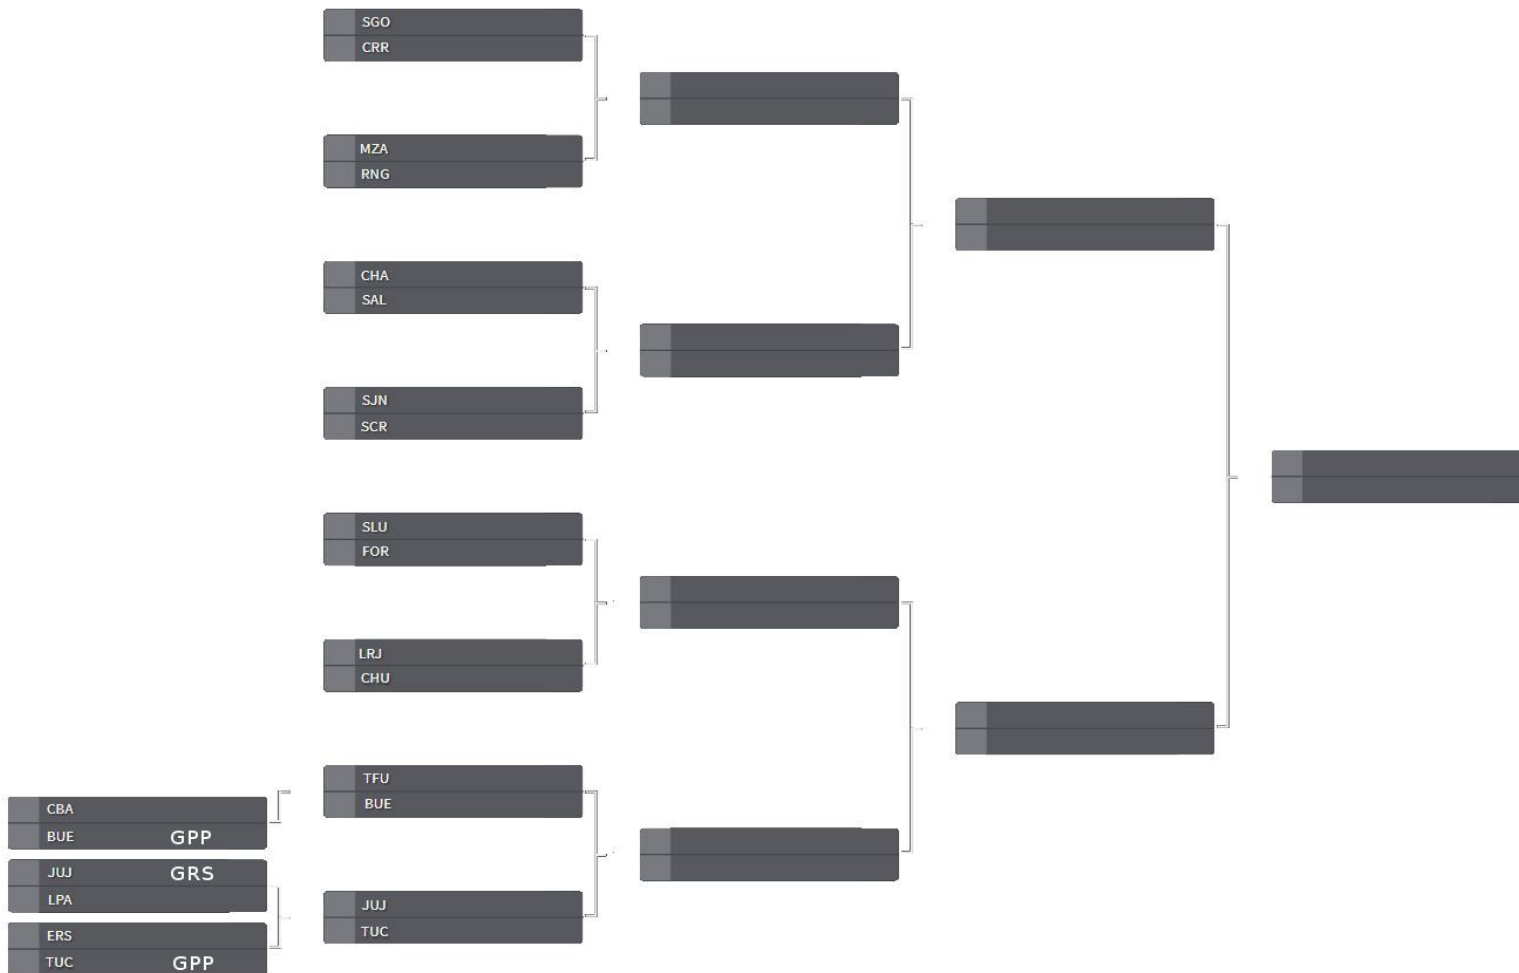 SGO
CRR
MZA
RNG
CHA
SAL
SJN
SCR
SLU
FOR
LRJ
CHU
TFU
BUE
JUJ
TUC
CBA
BUE GPP
JUJ GRS
LPA
ERS
TUC GPP